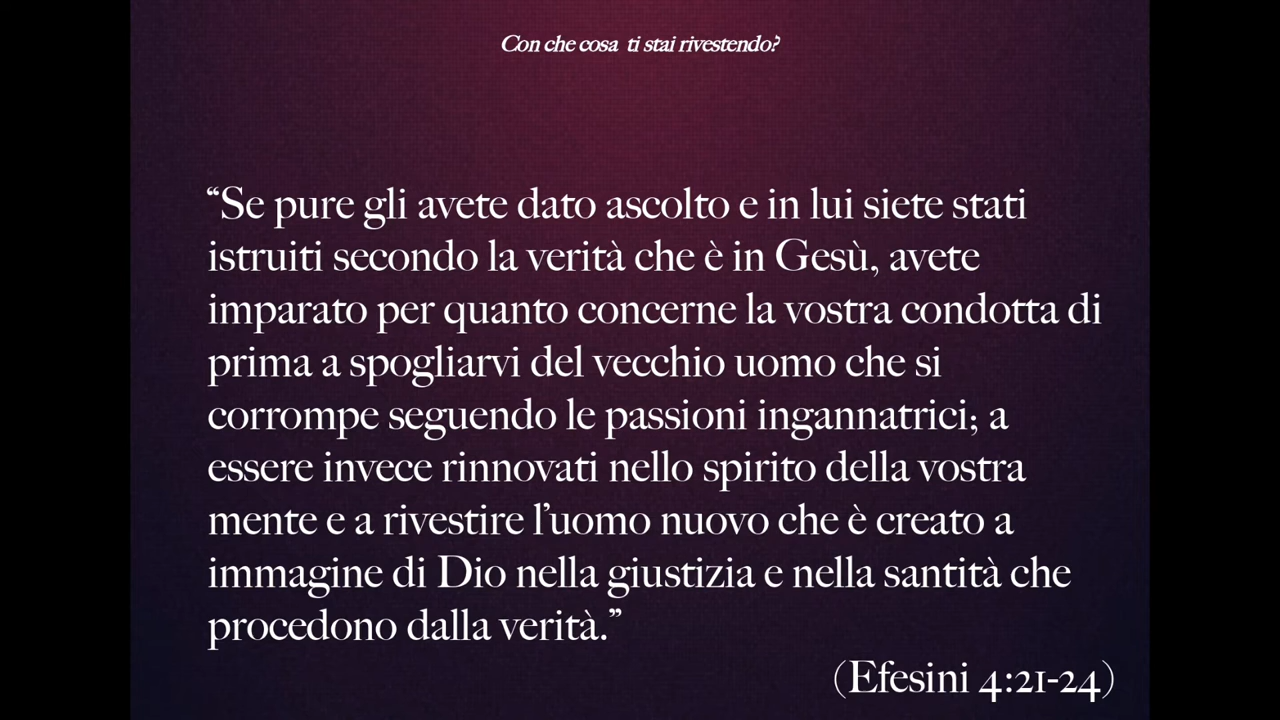 Con che cosa ti stai rivestendo?
“Se pure gli avete dato ascolto e in lui siete stati
istruiti secondo la verità che è in Gesù, avete
imparato per quanto concerne la vostra condotta di
prima a spogliarvi del vecchio uomo che si
corrompe seguendo le passioni ingannatrici; a
essere invece rinnovati nello spirito della vostra
mente e a rivestire l’uomo nuovo che è creato a
immagine di Dio nella giustizia e nella santità che
procedono dalla verità.”
(Efesini 4:21-24)